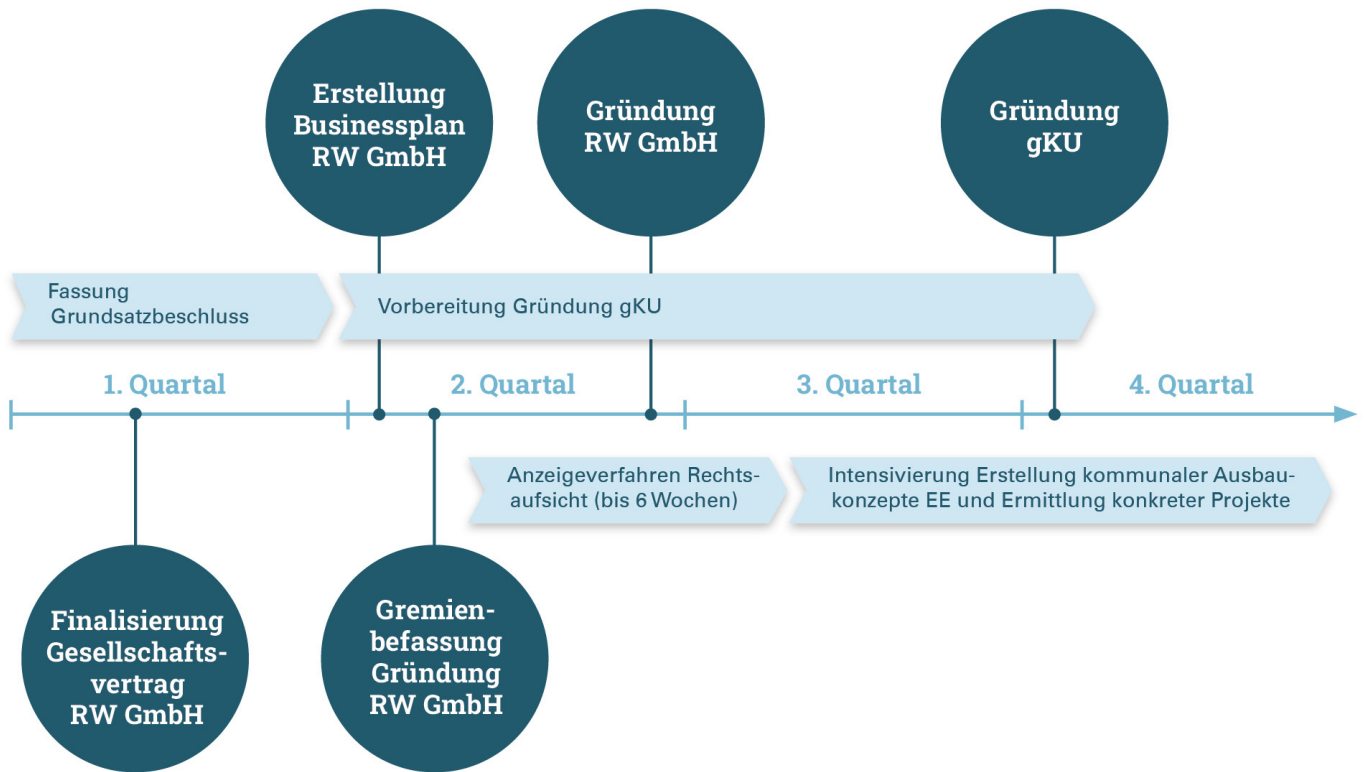 Erstellung
Businessplan
RW GmbH
Gründung
RW GmbH
Gründung
gKU
Fassung
Grundsatzbeschluss
Vorbereitung Gründung gKU
1. Quartal
2. Quartal
3. Quartal
4. Quartal
Anzeigeverfahren Rechts-
aufsicht (bis 6 Wochen)
Intensivierung Erstellung kommunaler Ausbau-
konzepte EE und Ermittlung konkreter Projekte
Finalisierung
Gesellschafts-
vertrag
RW GmbH
Gremien-
befassung
Gründung
RW GmbH